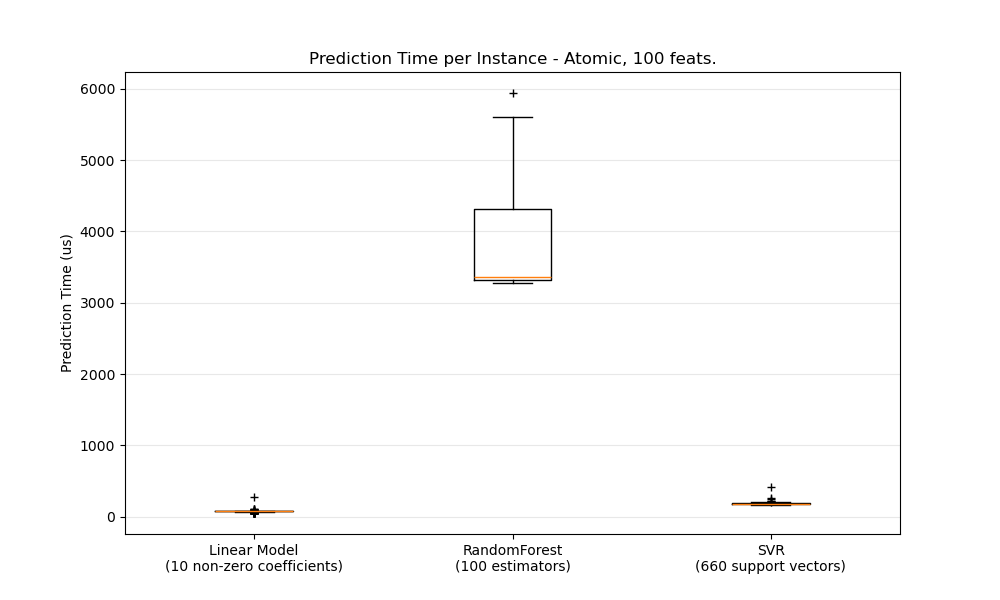 Prediction Time per Instance - Atomic, 100 feats.
Prediction Time (us)
6000
5000
4000
3000
2000
1000
0
Linear Model
(10 non-zero coefficients)
RandomForest
(100 estimators)
SVR
(660 support vectors)